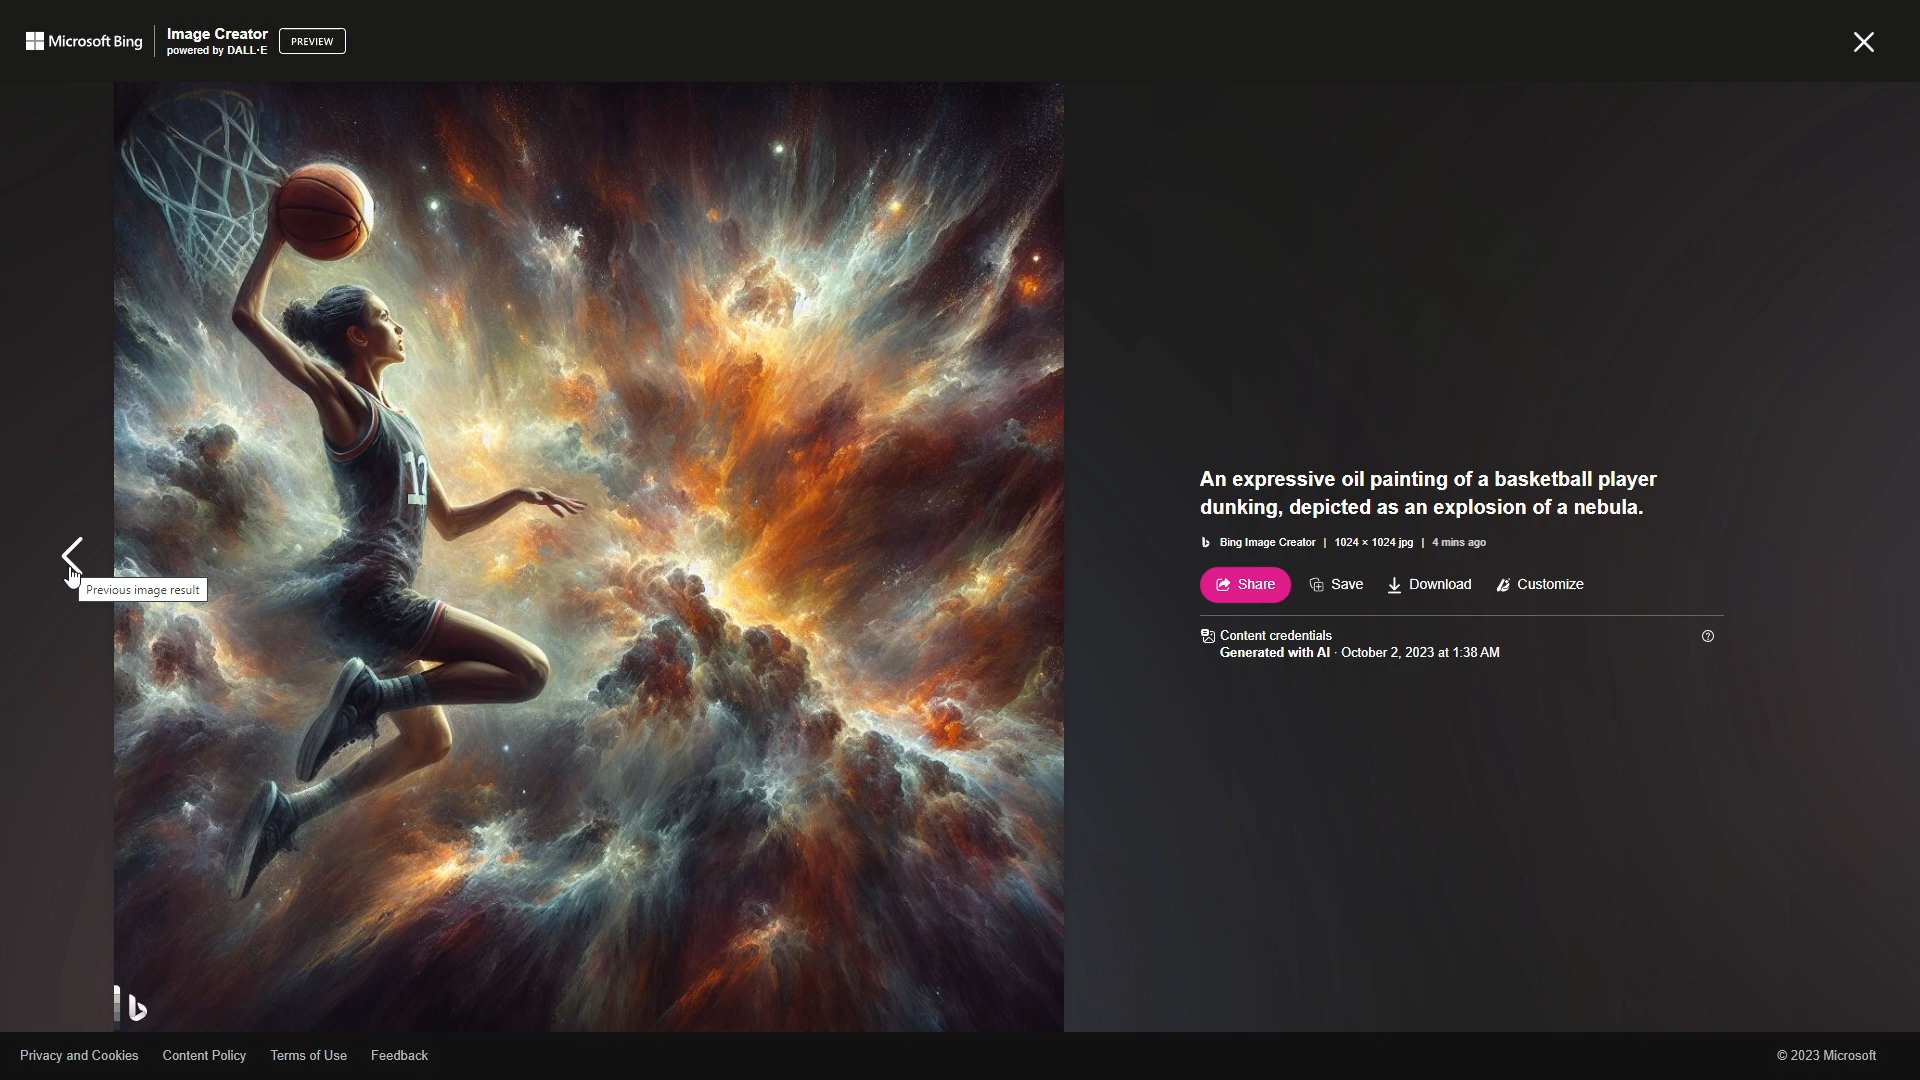 Microsoft Bing
Image Creator
powered by DALL·E
PREVIEW
12
Previous image result
An expressive oil painting of a basketball player
dunking, depicted as an explosion of a nebula.
Bing Image Creator | 1024 × 1024 jpg | 4 mins ago
Share Save Download Customize
Content credentials
Generated with AI · October 2, 2023 at 1:38 AM
Privacy and Cookies Content Policy Terms of Use Feedback
© 2023 Microsoft